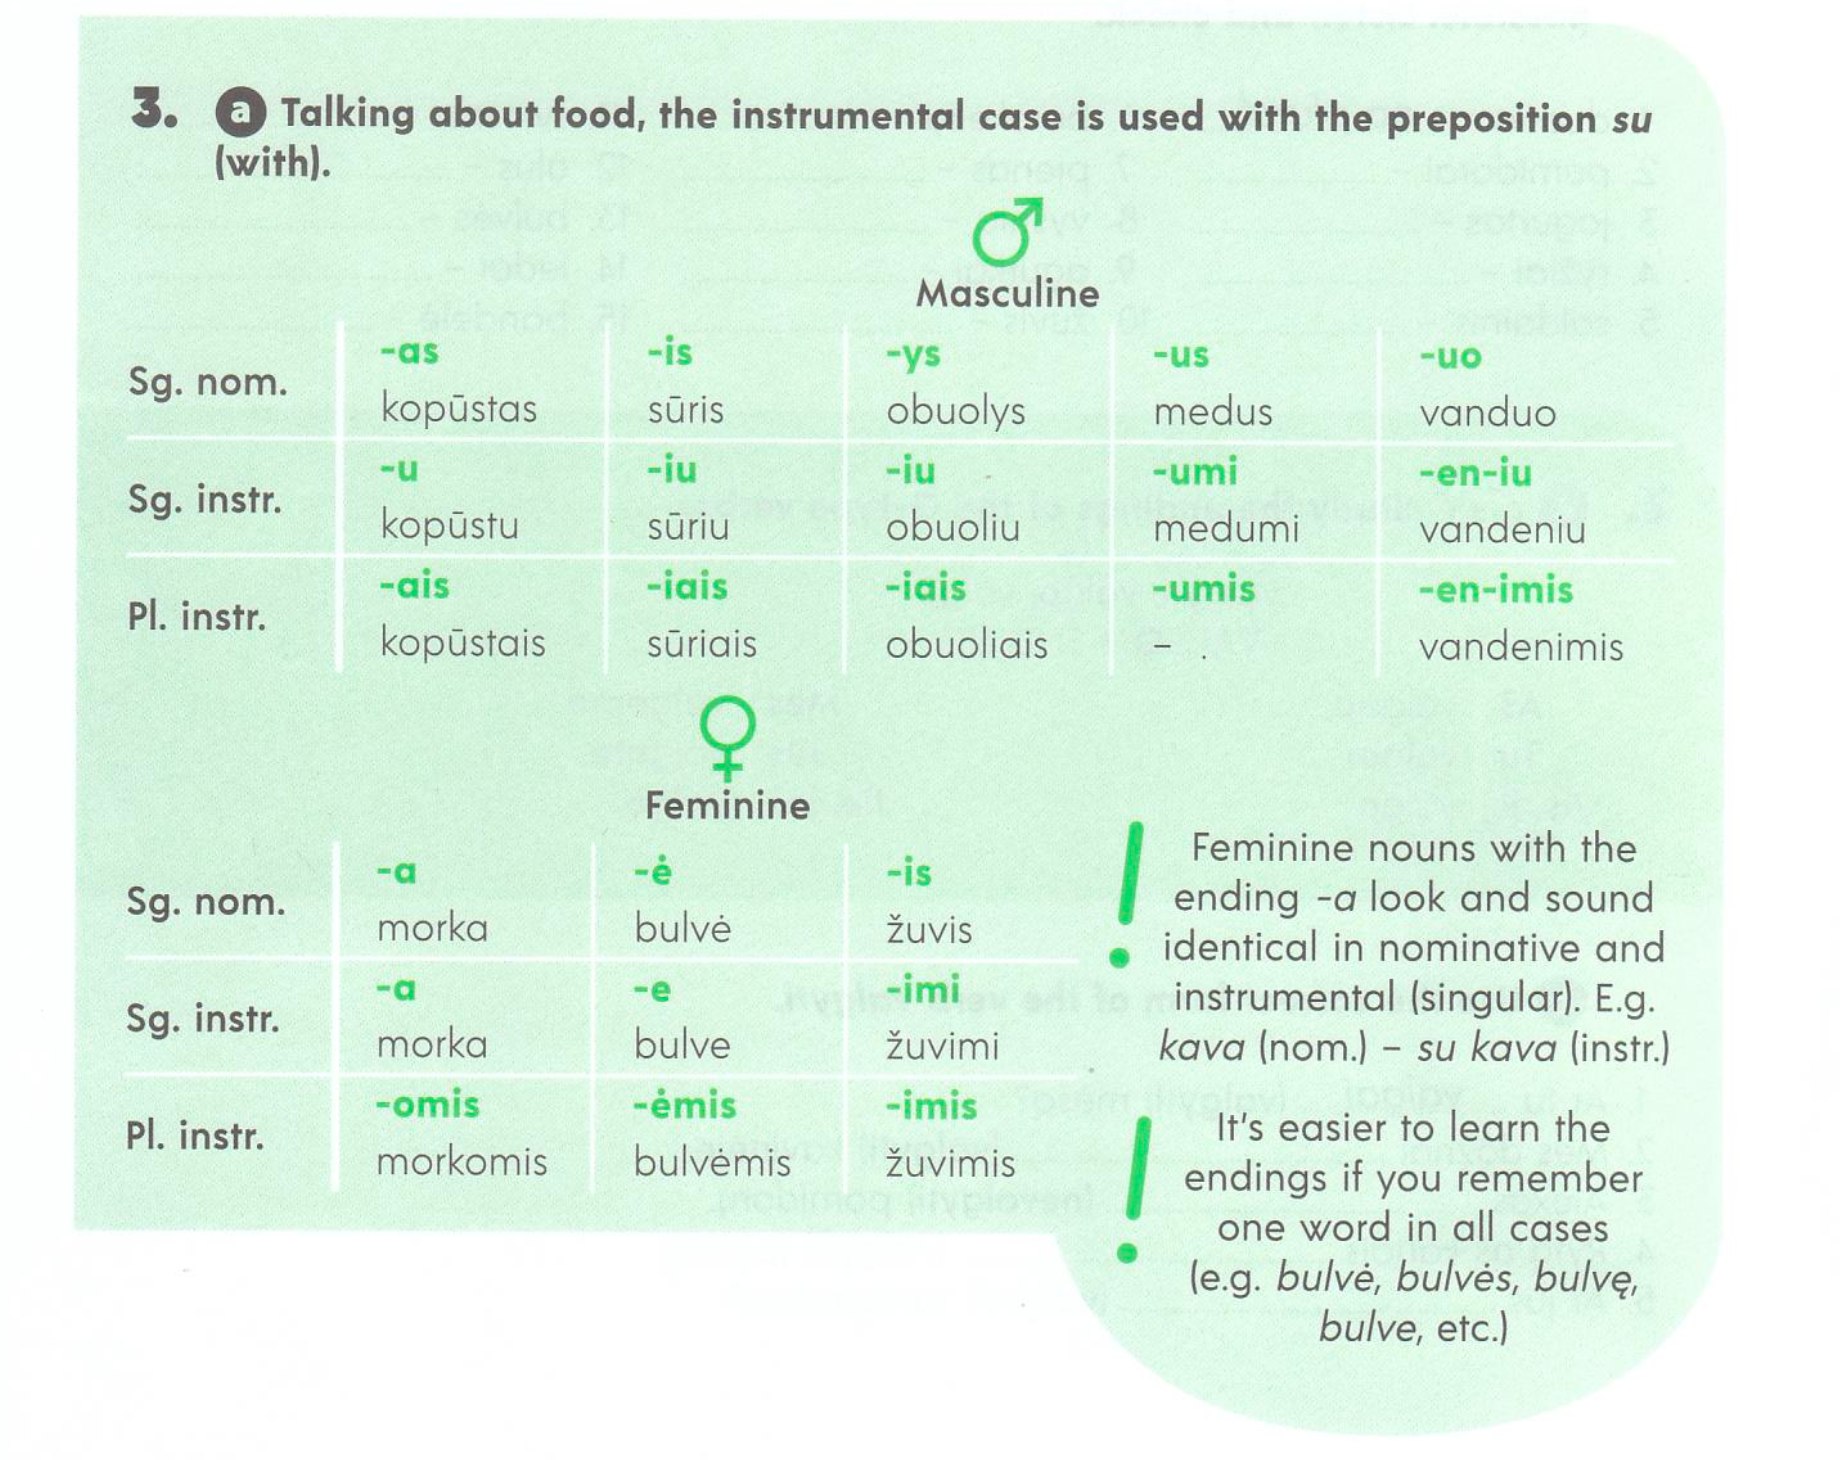 3. a Talking about food, the instrumental case is used with the preposition su
(with).
Masculine
-as -is -ys -us -uo
Sg. nom. kopūstas sūris obuolys medus vanduo
-u -iu -iu -umi -en-iu
Sg. instr. kopūstu sūriu obuoliu medumi vandeniu
-ais -iais -iais -umis -en-imis
Pl. instr. kopūstais sūriais obuoliais – vandenimis
Feminine
-a -ė -is
Sg. nom. morka bulvė žuvis
-a -e -imi
Sg. instr. morka bulve žuvimi
-omis -ėmis -imis
Pl. instr. morkomis bulvėmis žuvimis
! Feminine nouns with the
ending -a look and sound
identical in nominative and
instrumental (singular). E.g.
kava (nom.) – su kava (instr.)
! It's easier to learn the
endings if you remember
one word in all cases
(e.g. bulvė, bulvės, bulvę,
bulve, etc.)